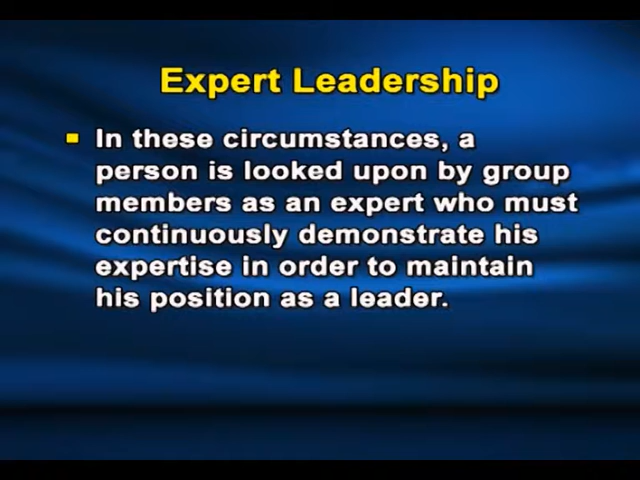 Expert Leadership
In these circumstances, a
person is looked upon by group
members as an expert who must
continuously demonstrate his
expertise in order to maintain
his position as a leader.